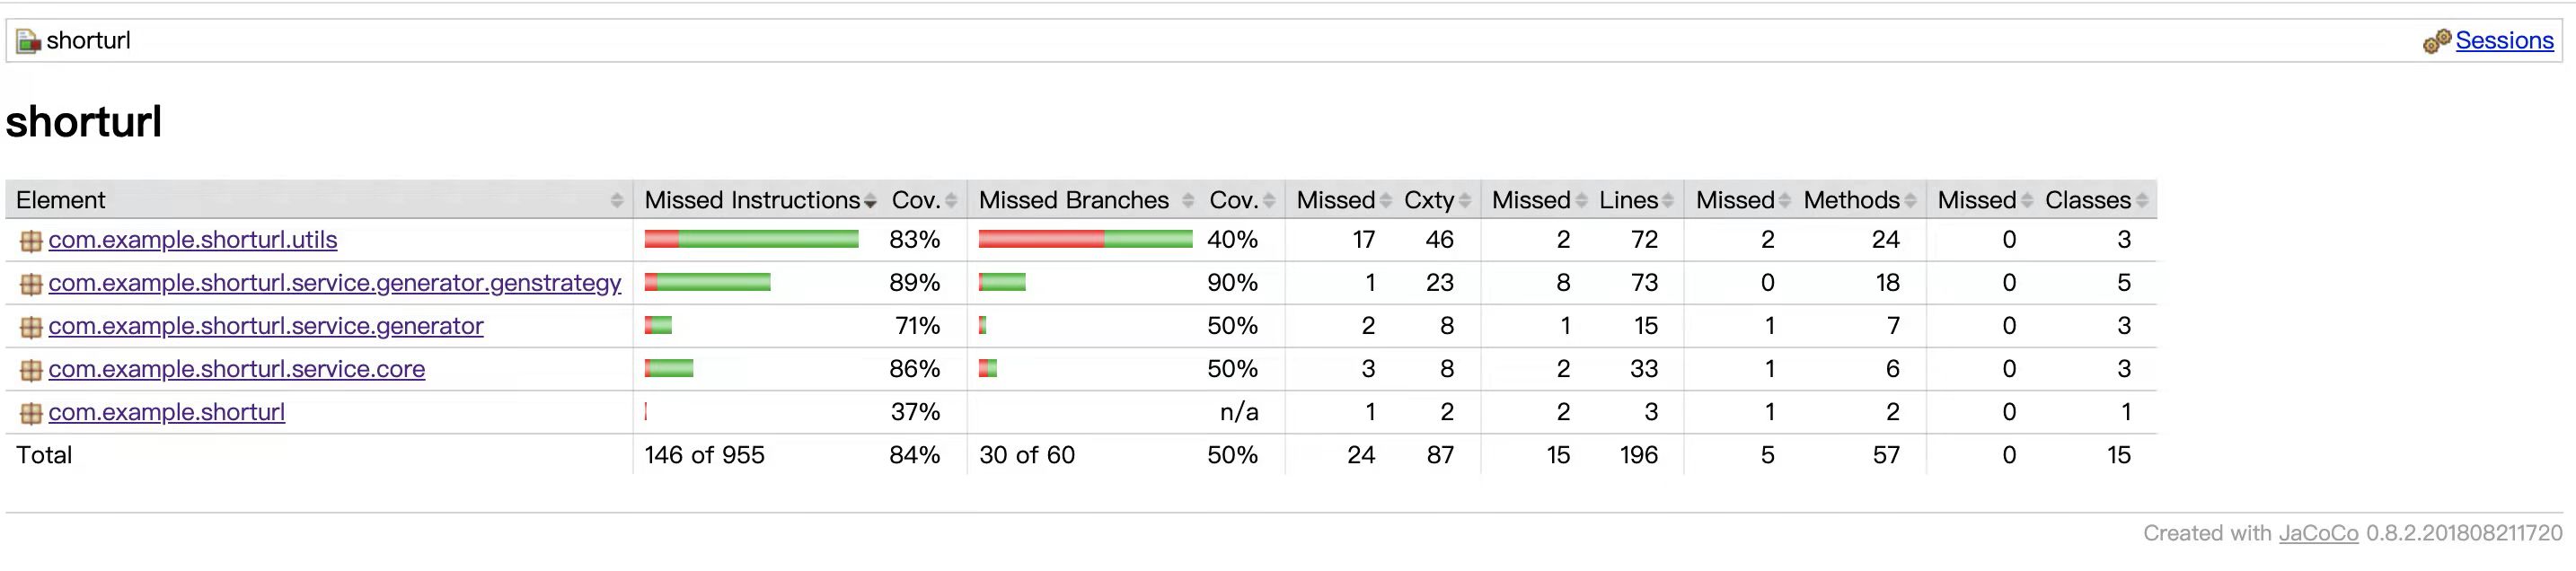 shorturl Sessions
shorturl
Element Missed Instructions Cov. Missed Branches Cov. Missed Cxty Missed Lines Missed Methods Missed Classes
com.example.shorturl.utils 83% 40% 17 46 2 72 2 24 0 3
com.example.shorturl.service.generator.genstrategy 89% 90% 1 23 8 73 0 18 0 5
com.example.shorturl.service.generator 71% 50% 2 8 1 15 1 7 0 3
com.example.shorturl.service.core 86% 50% 3 8 2 33 1 6 0 3
com.example.shorturl 37% n/a 1 2 2 3 1 2 0 1
Total 146 of 955 84% 30 of 60 50% 24 87 15 196 5 57 0 15
Created with JaCoCo 0.8.2.201808211720